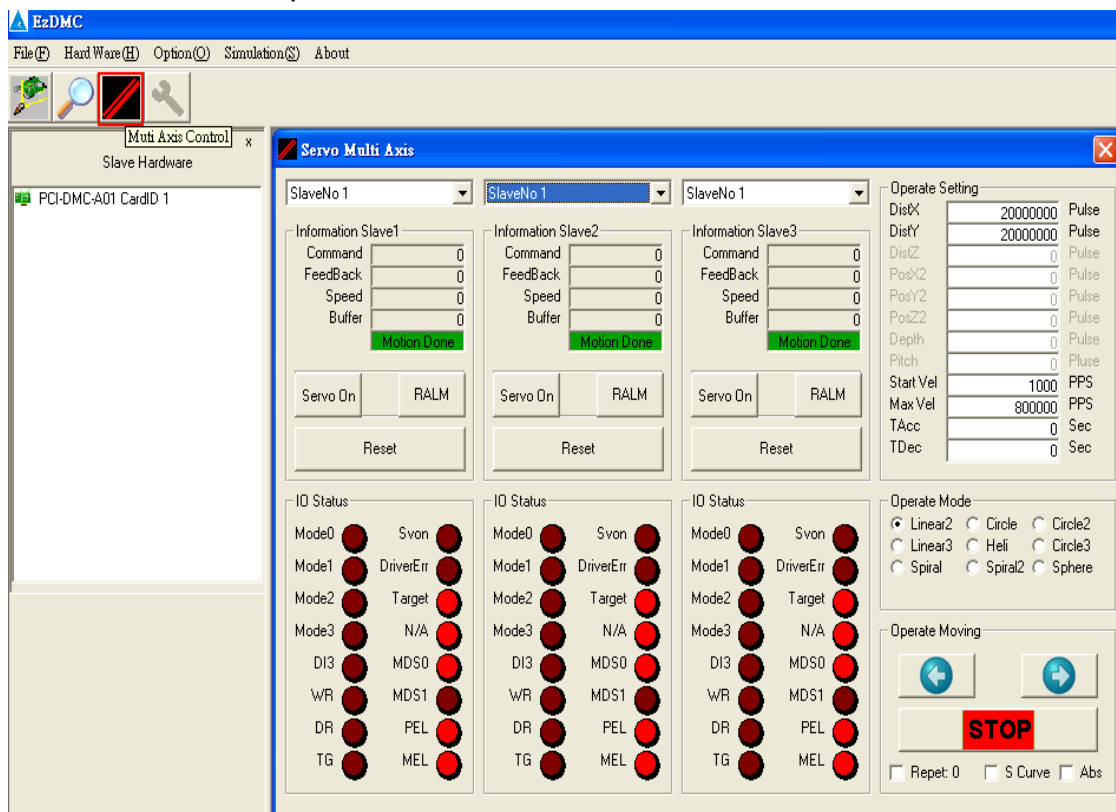 EzDMC
File(F) Hard Ware(H) Option(O) Simulation(S) About
Muti Axis Control
x
Slave Hardware
PCI-DMC-A01 CardID 1
Servo Multi Axis
SlaveNo 1 SlaveNo 1 SlaveNo 1
Information Slave1
Command 0
FeedBack 0
Speed 0
Buffer 0
Motion Done
Servo On RALM
Reset
Information Slave2
Command 0
FeedBack 0
Speed 0
Buffer 0
Motion Done
Servo On RALM
Reset
Information Slave3
Command 0
FeedBack 0
Speed 0
Buffer 0
Motion Done
Servo On RALM
Reset
IO Status
Mode0 Svon
Mode1 DriverErr
Mode2 Target
Mode3 N/A
DI3 MDS0
WR MDS1
DR PEL
TG MEL
IO Status
Mode0 Svon
Mode1 DriverErr
Mode2 Target
Mode3 N/A
DI3 MDS0
WR MDS1
DR PEL
TG MEL
IO Status
Mode0 Svon
Mode1 DriverErr
Mode2 Target
Mode3 N/A
DI3 MDS0
WR MDS1
DR PEL
TG MEL
Operate Setting
DistX 20000000 Pulse
DistY 20000000 Pulse
DistZ 0 Pulse
PosX2 0 Pulse
PosY2 0 Pulse
PosZ2 0 Pulse
Depth 0 Pulse
Pitch 0 Pluse
Start Vel 1000 PPS
Max Vel 800000 PPS
TAcc 0 Sec
TDec 0 Sec
Operate Mode
Linear2 Circle Circle2
Linear3 Heli Circle3
Spiral Spiral2 Sphere
Operate Moving
STOP
Repet: 0 S Curve Abs